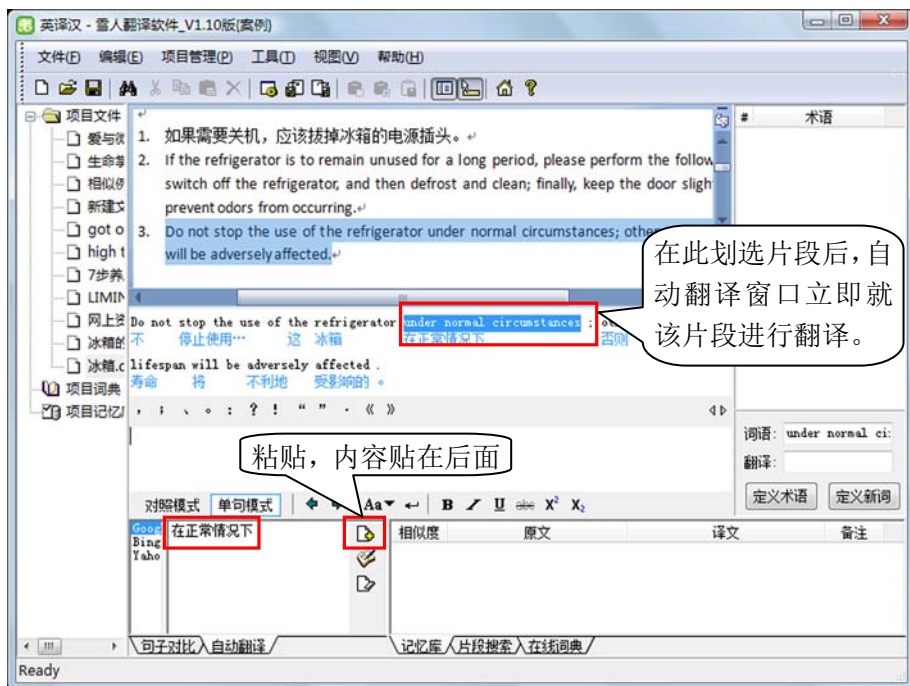 英译汉 - 雪人翻译软件_V1.10版(案例)
文件(F) 编辑(E) 项目管理(P) 工具(T) 视图(V) 帮助(H)
项目文件
爱与
生命掌
相似
新建文
got o
high t
7步养
LIMIN
网上
冰箱的
冰箱.c
项目词典
项目记忆
1. 如果需要关机，应该拔掉冰箱的电源插头。
2. If the refrigerator is to remain unused for a long period, please perform the follow
switch off the refrigerator, and then defrost and clean; finally, keep the door sligh
prevent odors from occurring.
3. Do not stop the use of the refrigerator under normal circumstances; othe
will be adversely affected.
# 术语
在此划选片段后，自
动翻译窗口立即就
该片段进行翻译。
Do not stop the use of the refrigerator under normal circumstances ; o
不 停止使用… 这 冰箱 在正常情况下 否则
lifespan will be adversely affected .
寿命 将 不利地 受影响的 。
， ； 、 。 ： ？ ！ “ ” · 《 》
粘贴，内容贴在后面
词语: under normal ci:
翻译:
定义术语 定义新词
对照模式 单句模式 Aa B I U abc X² X₂
Goog
Bing
Yaho
在正常情况下
相似度 原文 译文 备注
句子对比 自动翻译 记忆库 片段搜索 在线词典
Ready